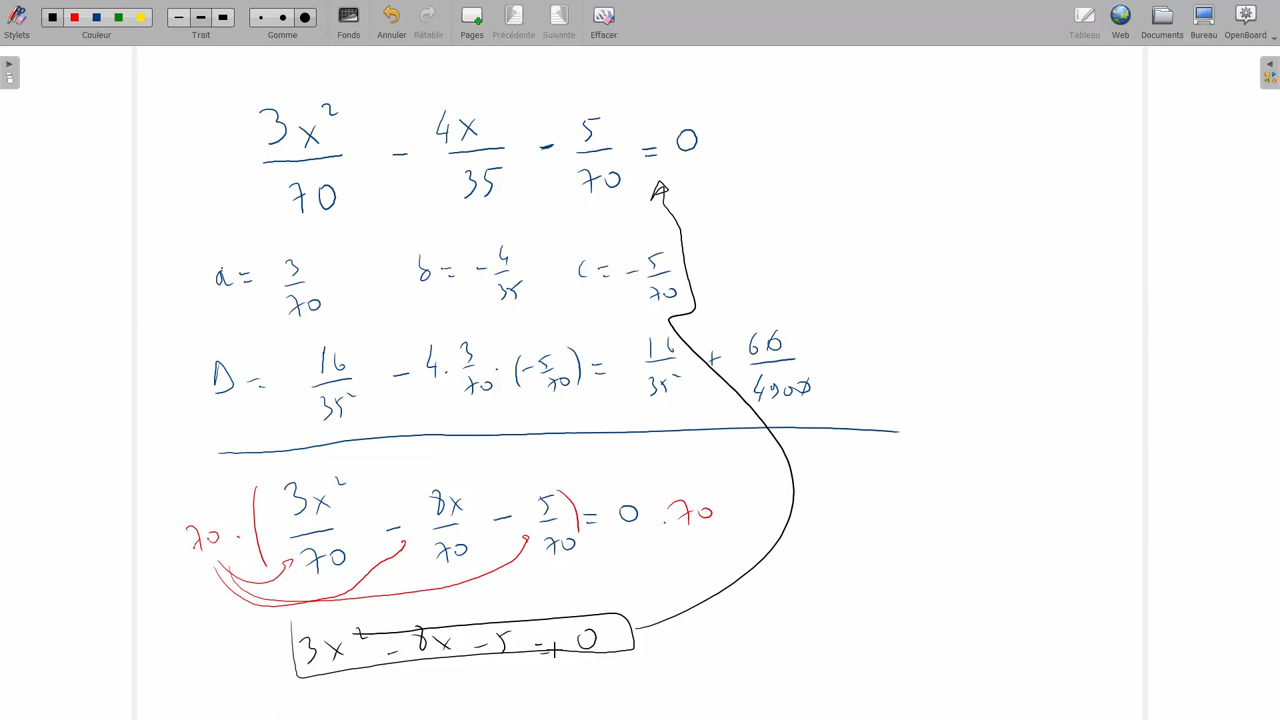 Stylets Couleur Trait Gomme Fonds Annuler Rétablir Pages Précédente Suivante Effacer Tableau Web Documents Bureau OpenBoard
3x²/70 - 4x/35 - 5/70 = 0
a = 3/70 b = -4/35 c = -5/70
D = 16/35² - 4·3/70·(-5/70) = 16/35² + 60/4900
70·(3x²/70 - 8x/70 - 5/70) = 0 ·70
3x² - 8x - 5 = 0